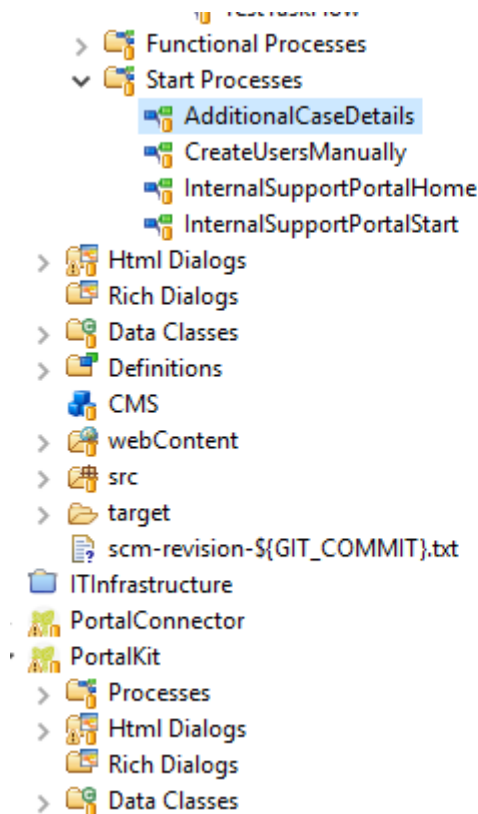 Functional Processes
Start Processes
AdditionalCaseDetails
CreateUsersManually
InternalSupportPortalHome
InternalSupportPortalStart
Html Dialogs
Rich Dialogs
Data Classes
Definitions
CMS
webContent
src
target
scm-revision-${GIT_COMMIT}.txt
ITInfrastructure
PortalConnector
PortalKit
Processes
Html Dialogs
Rich Dialogs
Data Classes